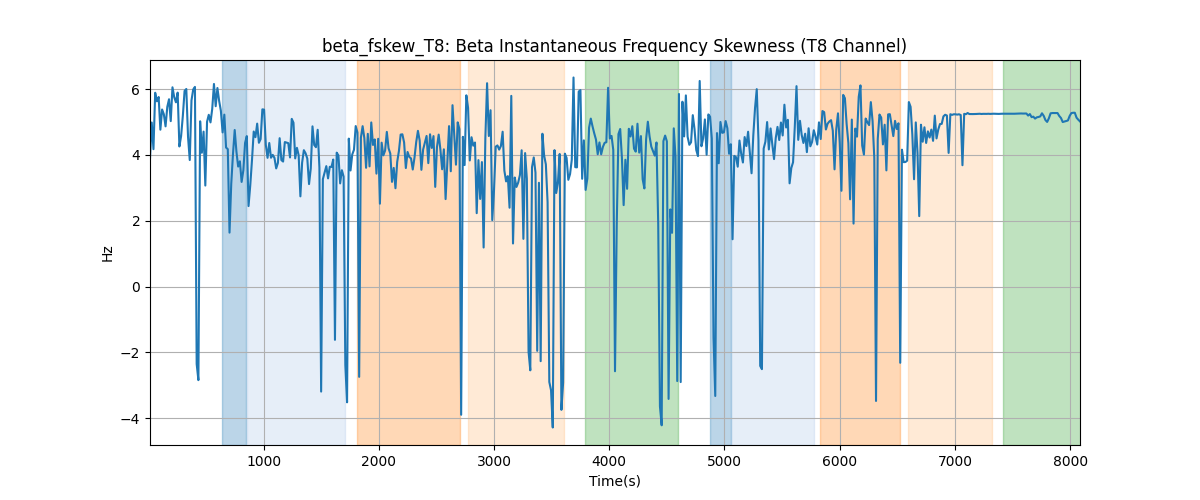 beta_fskew_T8: Beta Instantaneous Frequency Skewness (T8 Channel)
6
4
2
0
−2
−4
Hz
1000 2000 3000 4000 5000 6000 7000 8000
Time(s)